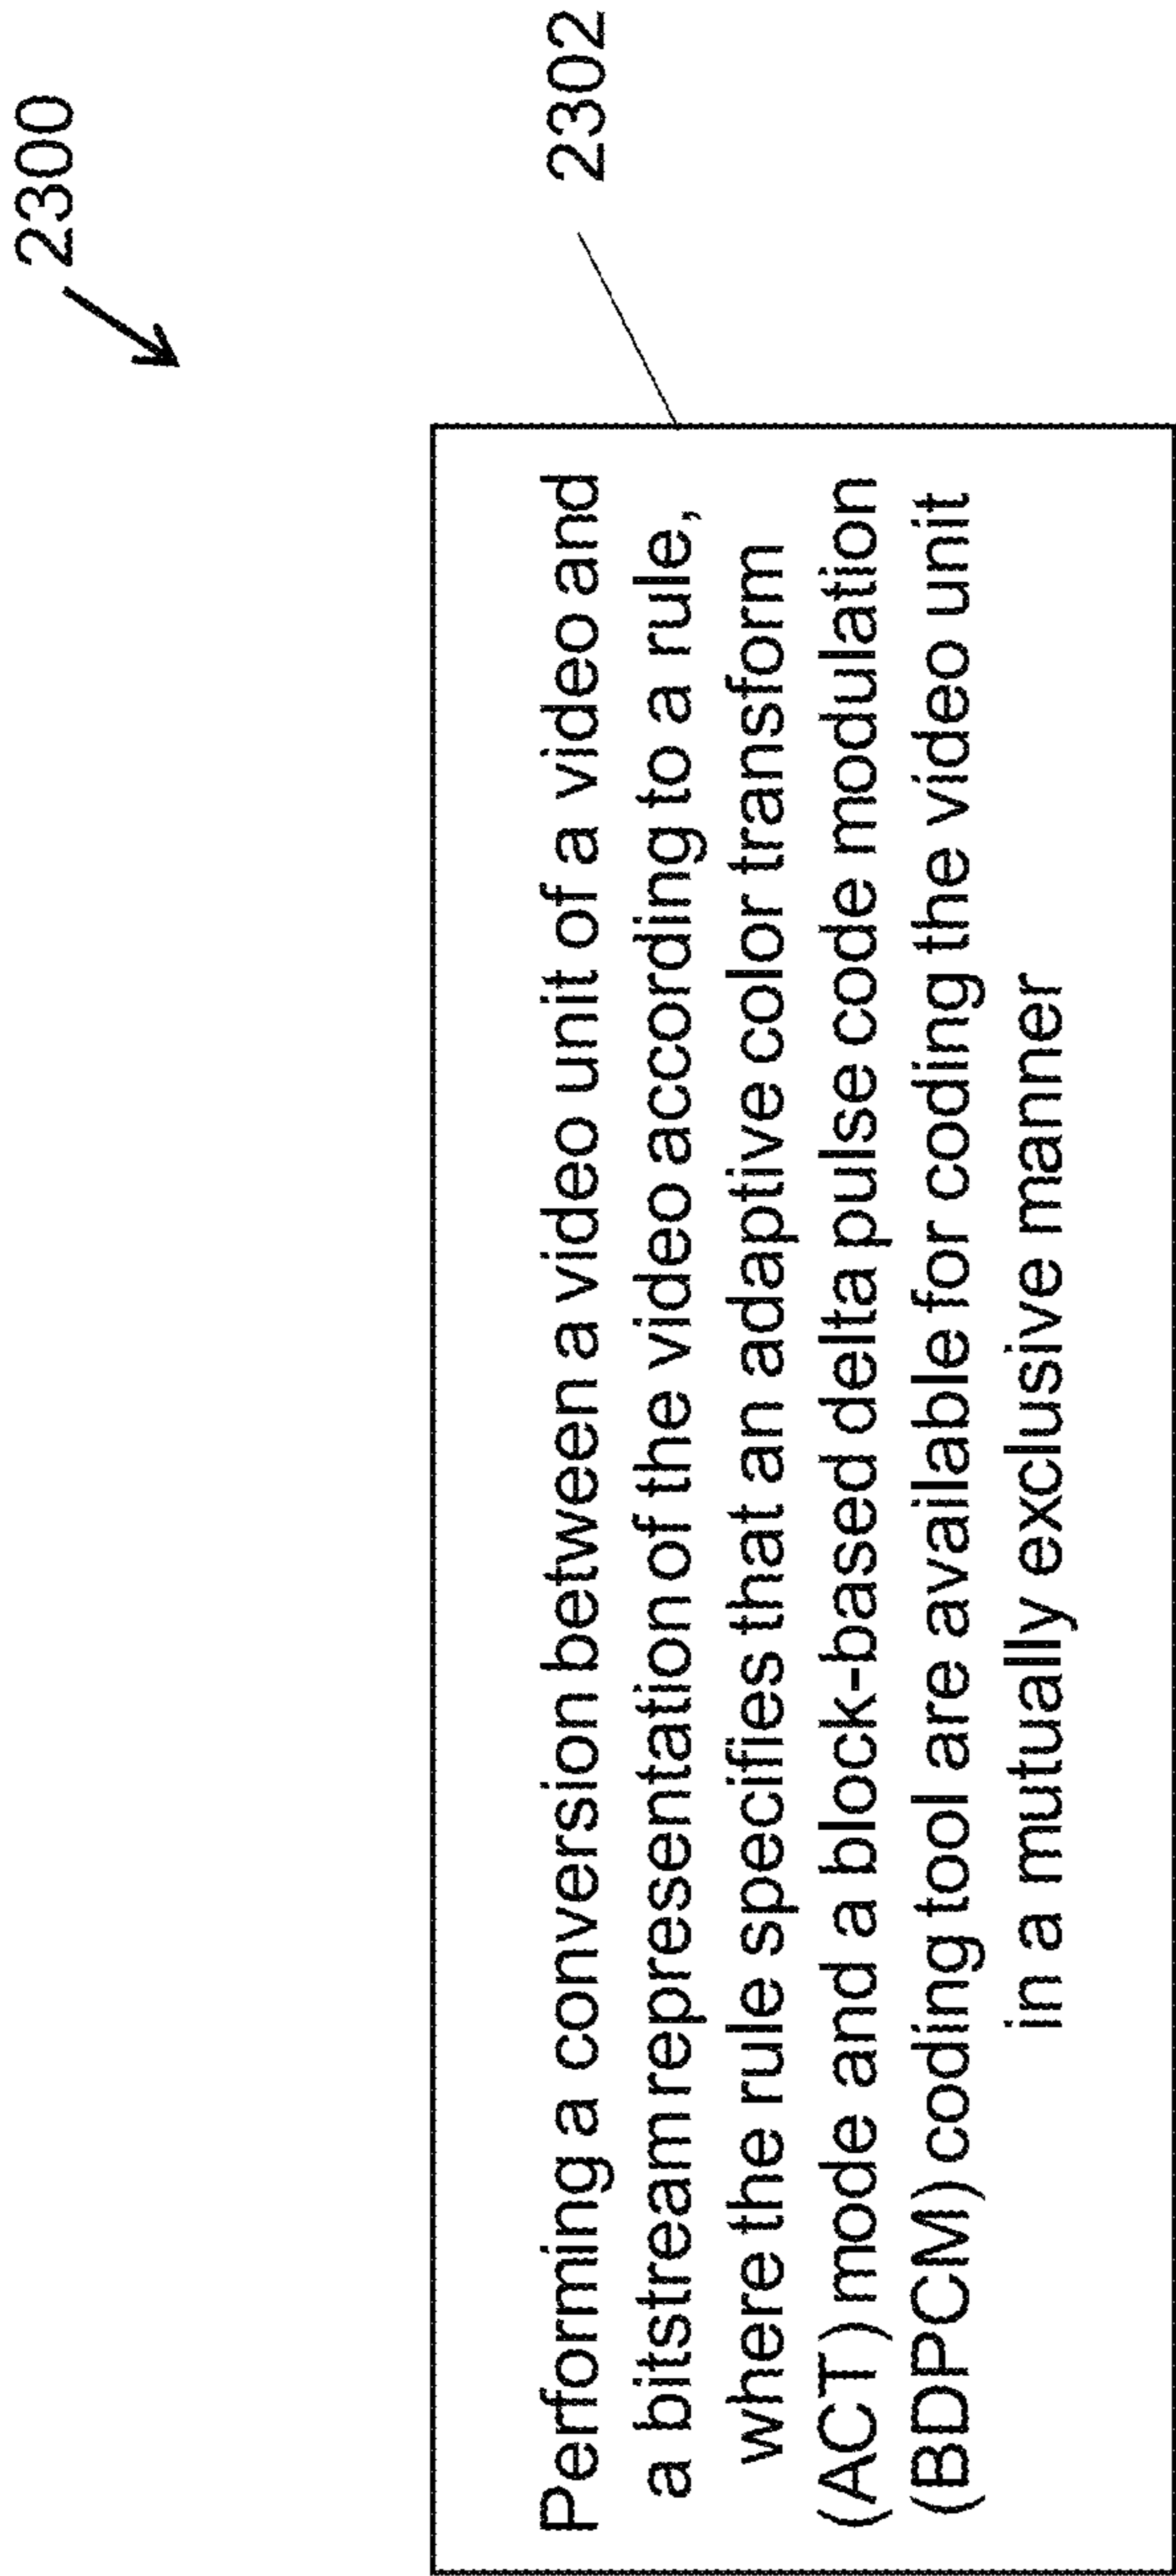 2300
2302
Performing a conversion between a video unit of a video and
a bitstream representation of the video according to a rule,
where the rule specifies that an adaptive color transform
(ACT) mode and a block-based delta pulse code modulation
(BDPCM) coding tool are available for coding the video unit
in a mutually exclusive manner